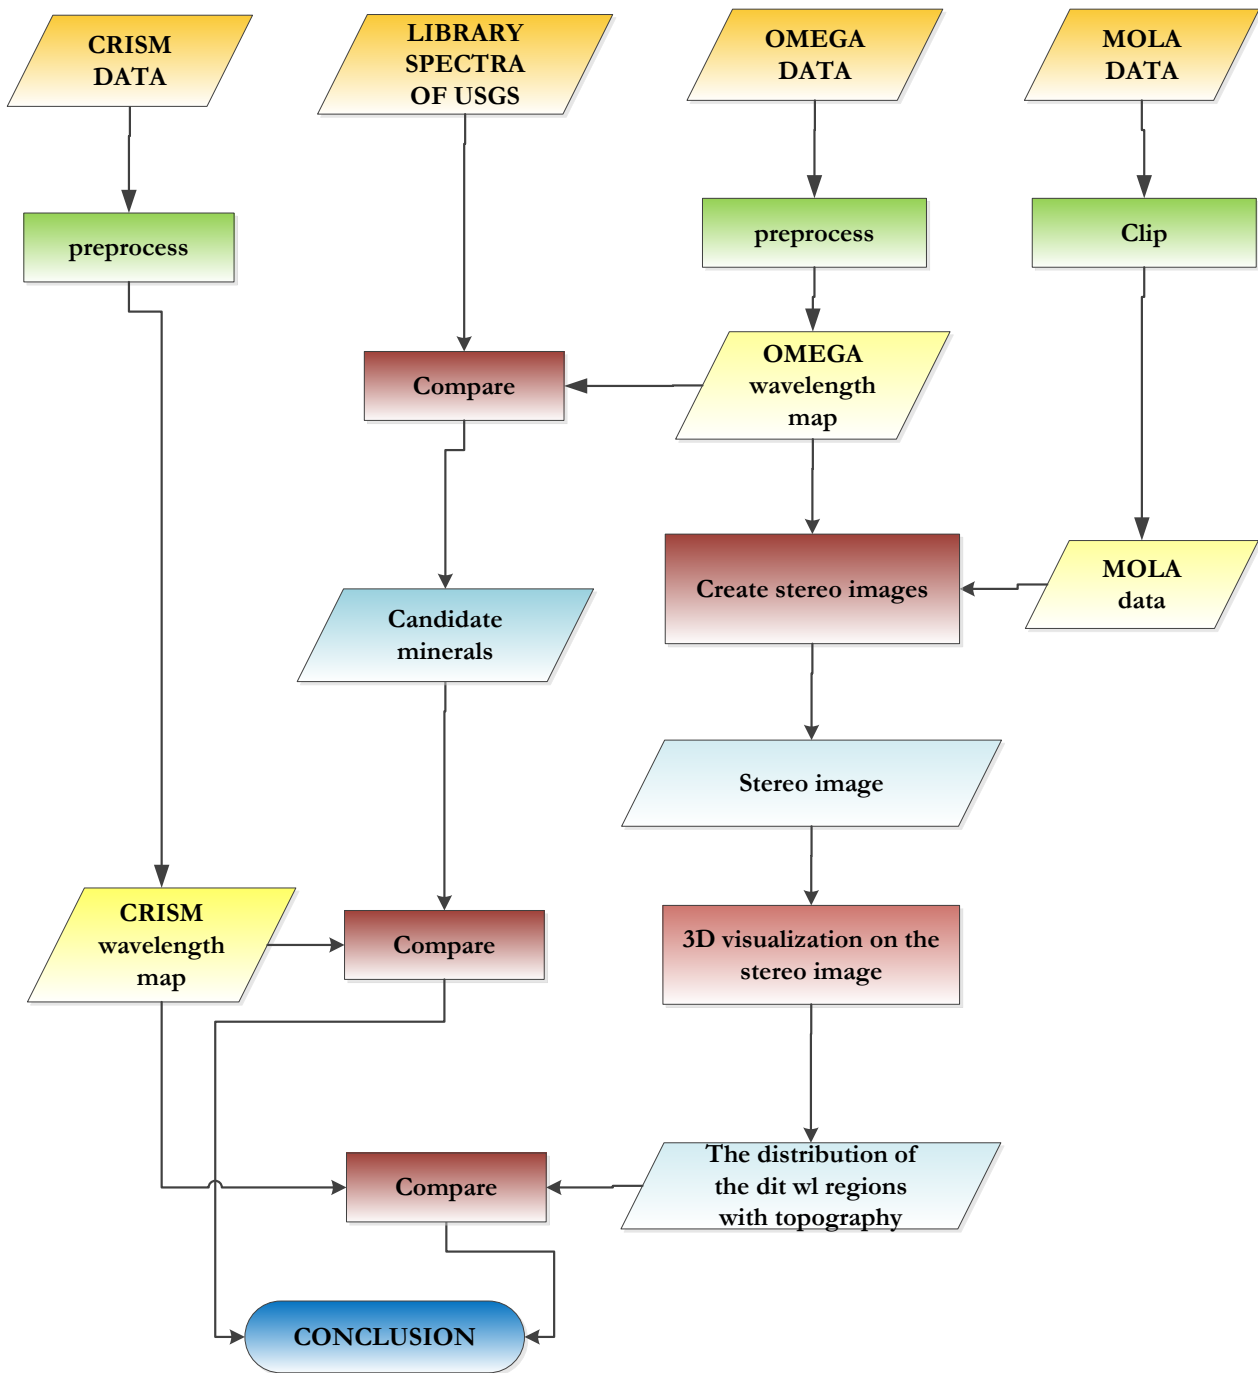 CRISM
DATA
LIBRARY
SPECTRA
OF USGS
OMEGA
DATA
MOLA
DATA
preprocess
preprocess
Clip
Compare
OMEGA
wavelength
map
Create stereo images
MOLA
data
Candidate
minerals
Stereo image
CRISM
wavelength
map
Compare
3D visualization on the
stereo image
Compare
The distribution of
the dit wl regions
with topography
CONCLUSION